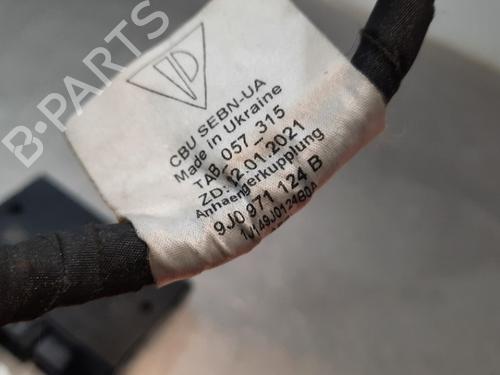 B-PARTS
CBU SEBN-UA
Made in Ukraine
TAB 057_315
ZD: 12.01.2021
Anhaengerkupplung
9J0 971 124 B